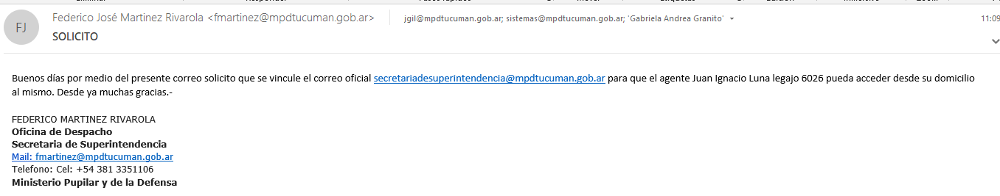 Federico José Martinez Rivarola <fmartinez@mpdtucuman.gob.ar>
jgil@mpdtucuman.gob.ar; sistemas@mpdtucuman.gob.ar; 'Gabriela Andrea Granito'
11:09
FJ
SOLICITO
Buenos días por medio del presente correo solicito que se vincule el correo oficial secretariadesuperintendencia@mpdtucuman.gob.ar para que el agente Juan Ignacio Luna legajo 6026 pueda acceder desde su domicilio
al mismo. Desde ya muchas gracias.-
FEDERICO MARTINEZ RIVAROLA
Oficina de Despacho
Secretaria de Superintendencia
Mail: fmartinez@mpdtucuman.gob.ar
Telefono: Cel: +54 381 3351106
Ministerio Pupilar y de la Defensa